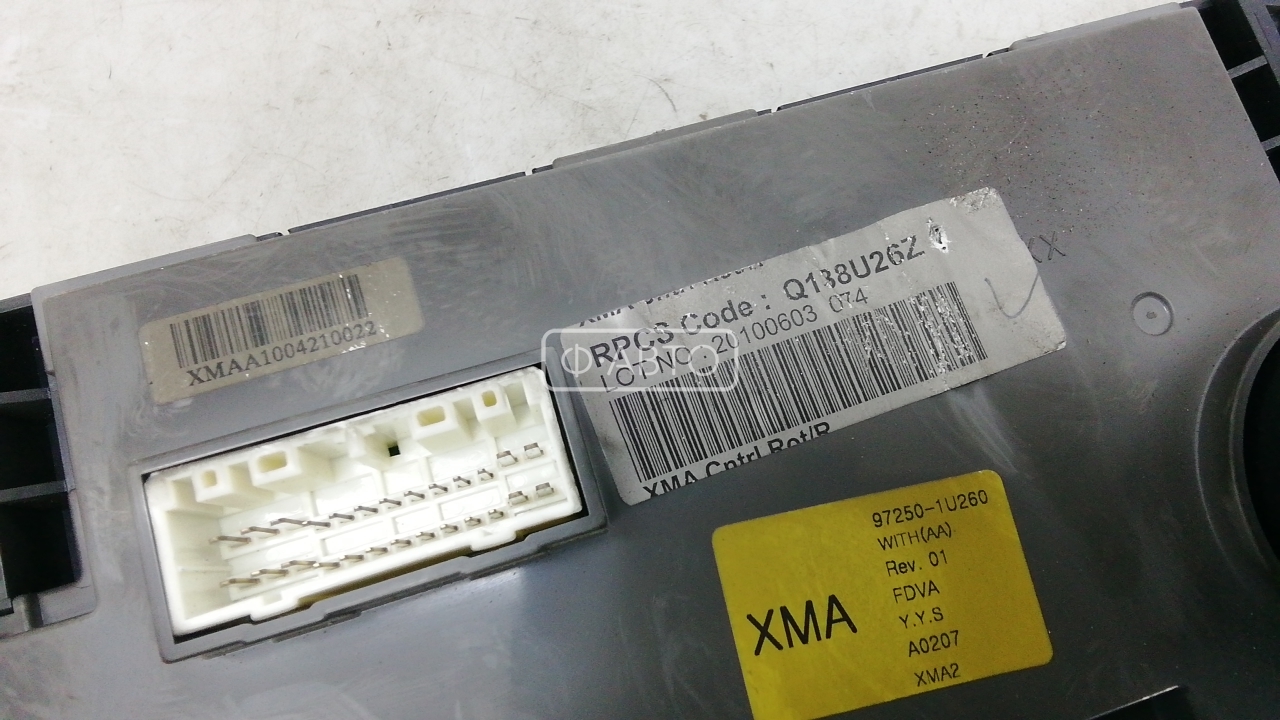 XMAA1004210022
RPCS Code : Q138U26Z
LOT NO 20100603 074
XMA Cntrl Rot/R
ФАВТО
97250-1U260
WITH(AA)
Rev. 01
FDVA
Y.Y.S
A0207
XMA2
XMA